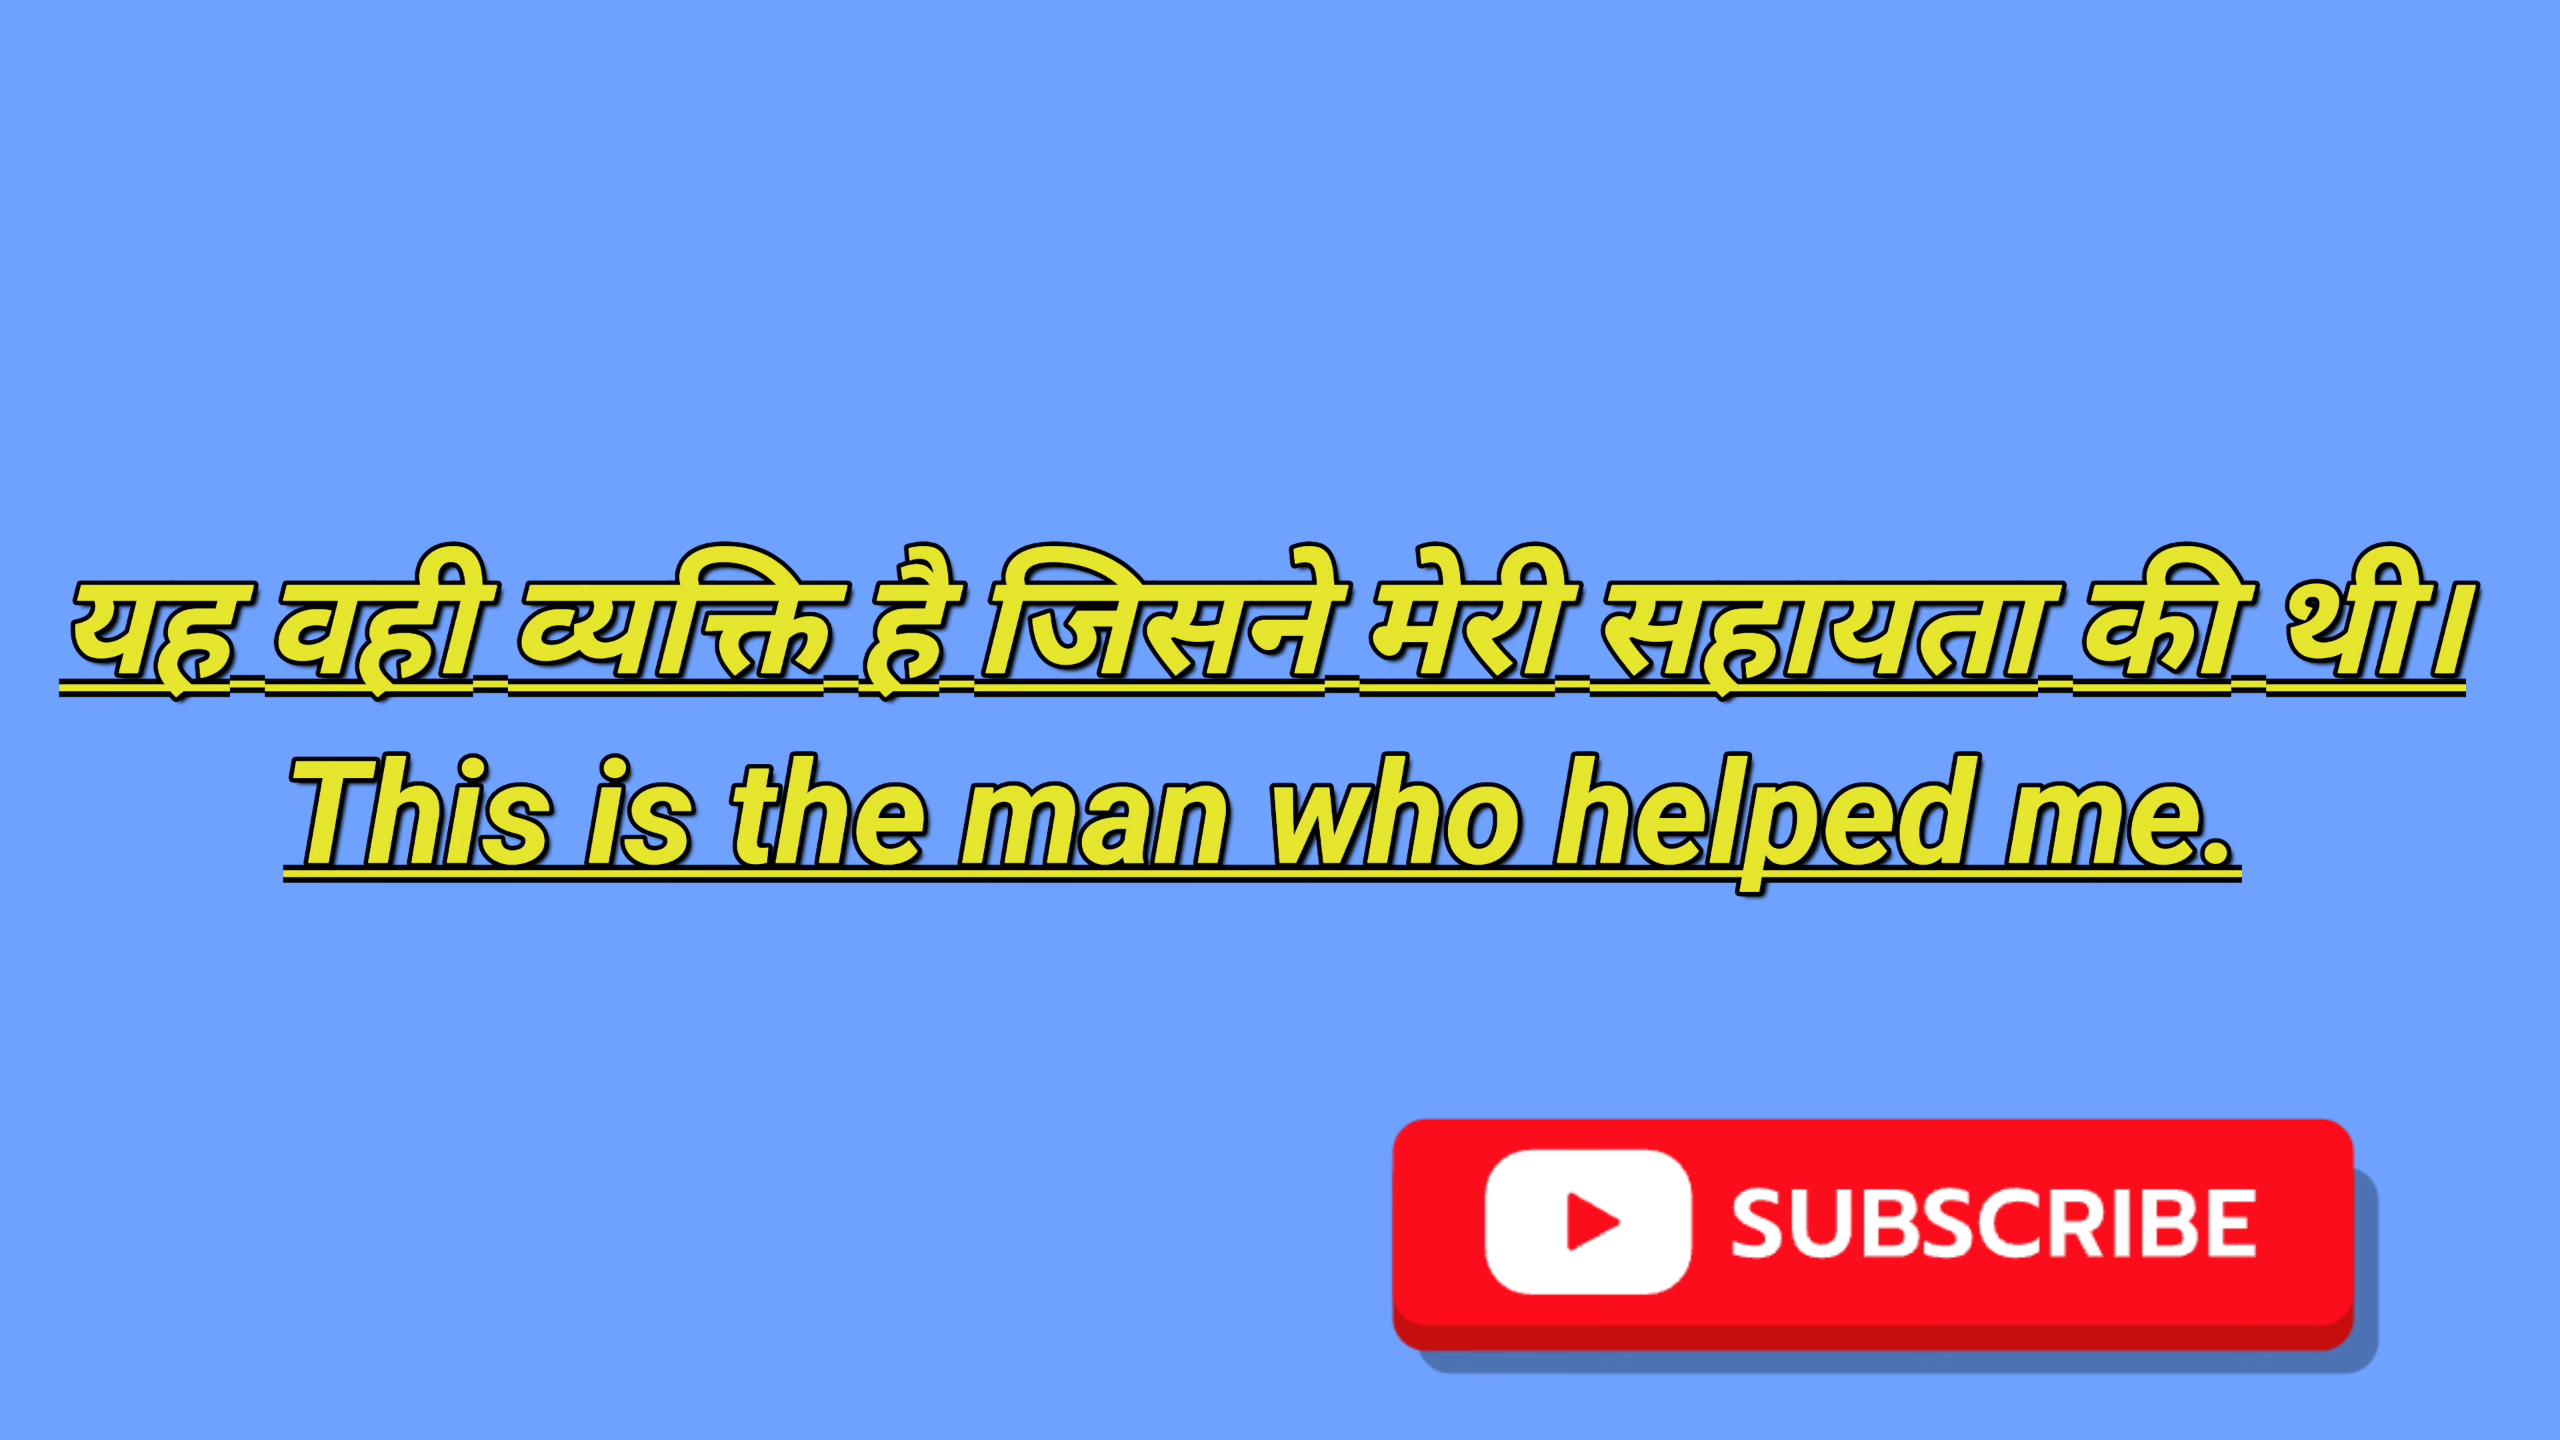 यह वही व्यक्ति है जिसने मेरी सहायता की थी।
This is the man who helped me.
SUBSCRIBE